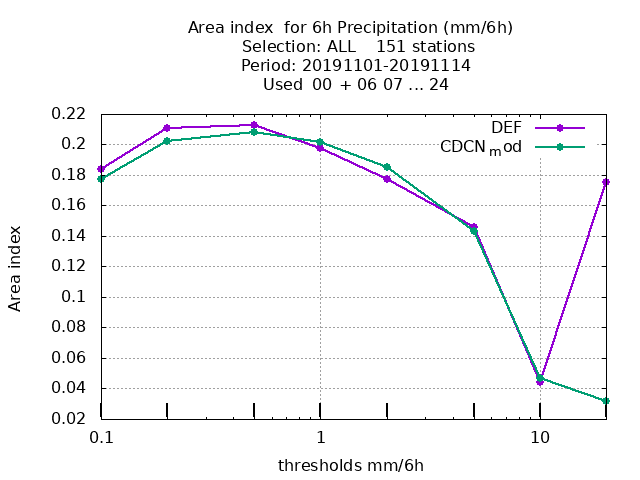 Area index  for 6h Precipitation (mm/6h)
Selection: ALL    151 stations
Period: 20191101-20191114
Used  00 + 06 07 ... 24
DEF
CDCN_mod
0.22
0.2
0.18
0.16
0.14
0.12
0.1
0.08
0.06
0.04
0.02
Area index
0.1
1
10
thresholds mm/6h